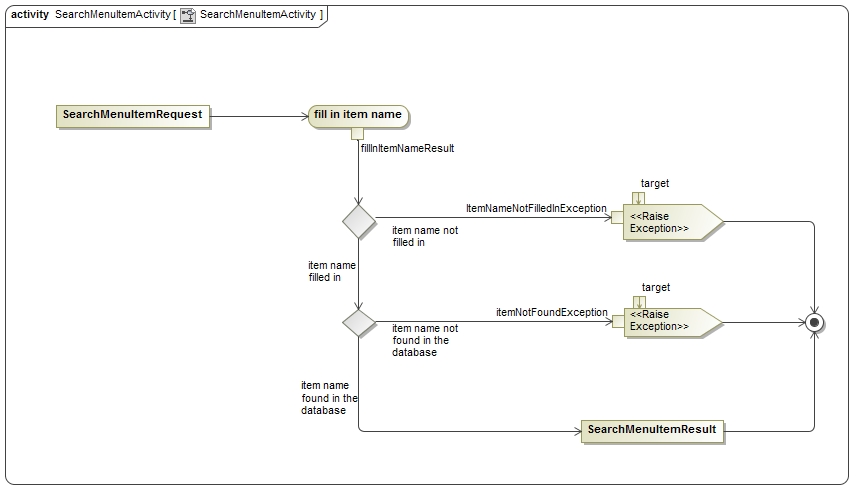 activity SearchMenuItemActivity [ SearchMenuItemActivity ]
SearchMenuItemRequest
fill in item name
fillInItemNameResult
target
ItemNameNotFilledInException
<<Raise
Exception>>
item name not
filled in
item name
filled in
target
itemNotFoundException
<<Raise
Exception>>
item name not
found in the
database
item name
found in the
database
SearchMenuItemResult